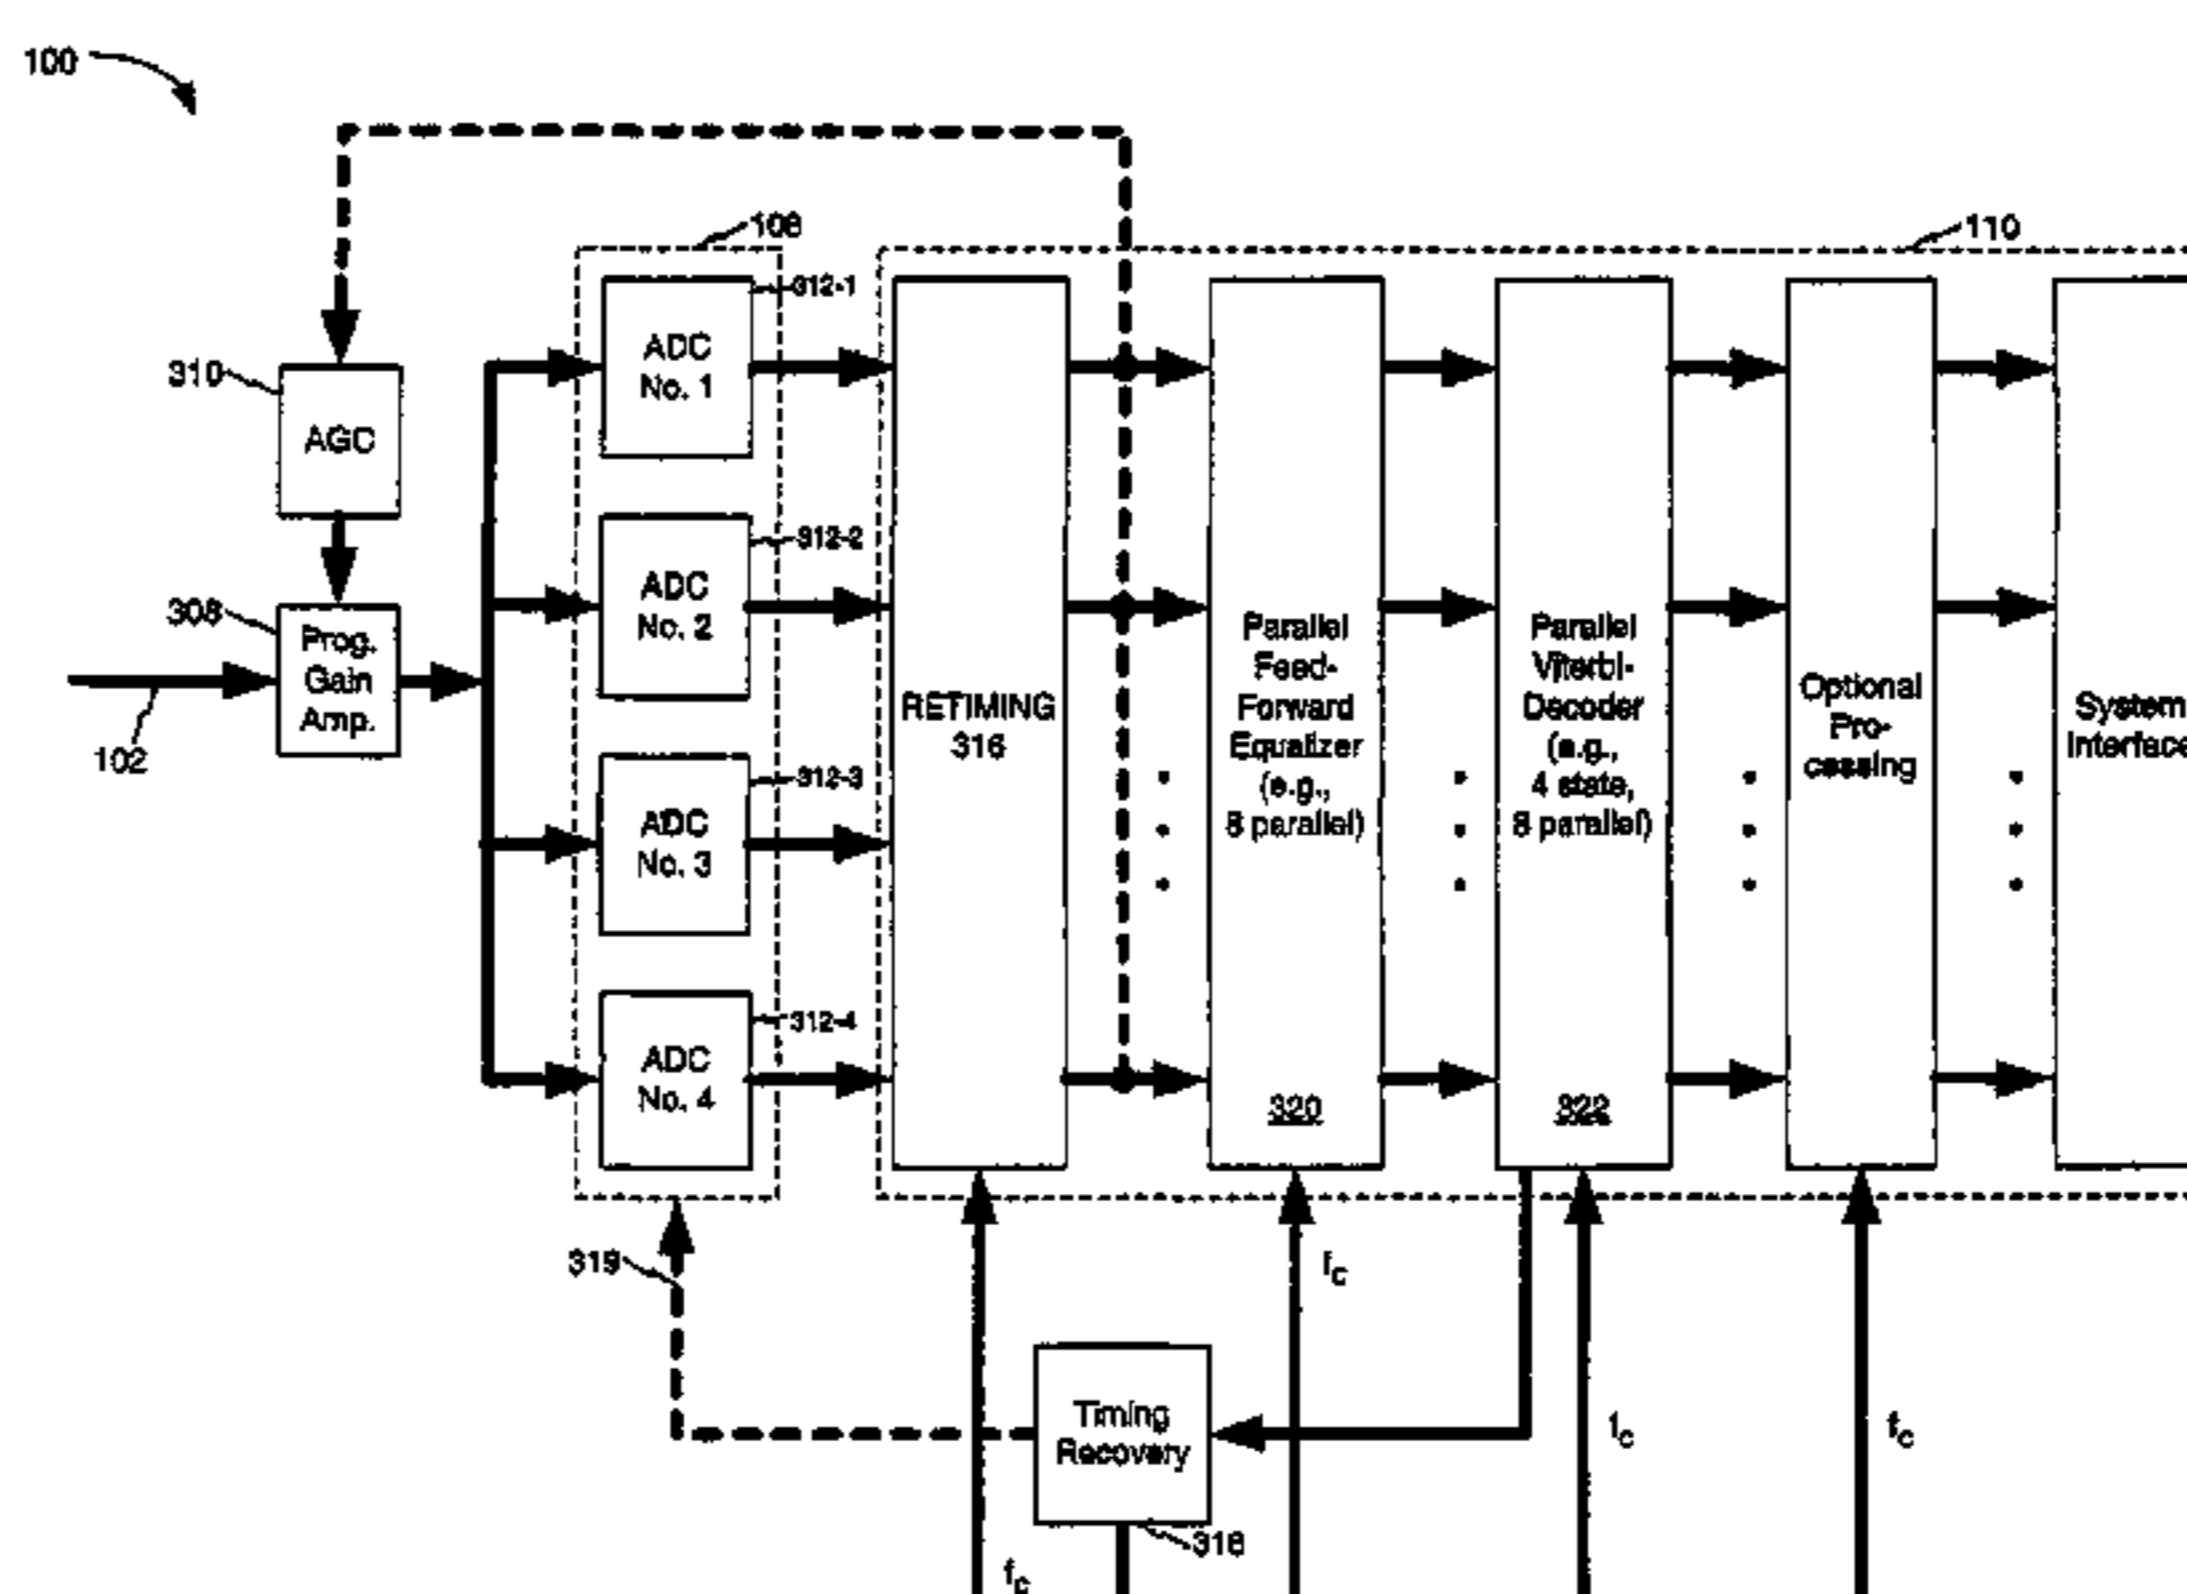 100
108
110
312-1
ADC
No. 1
310
AGC
312-2
ADC
No. 2
308
Prog.
Gain
Amp.
102
312-3
ADC
No. 3
312-4
ADC
No. 4
RETIMING
316
Parallel
Feed-
Forward
Equalizer
(e.g.,
8 parallel)
320
Parallel
Viterbi-
Decoder
(e.g.,
4 state,
8 parallel)
322
Optional
Pro-
cessing
System
Interface
319
fc
Timing
Recovery
318
fc
fc
fc